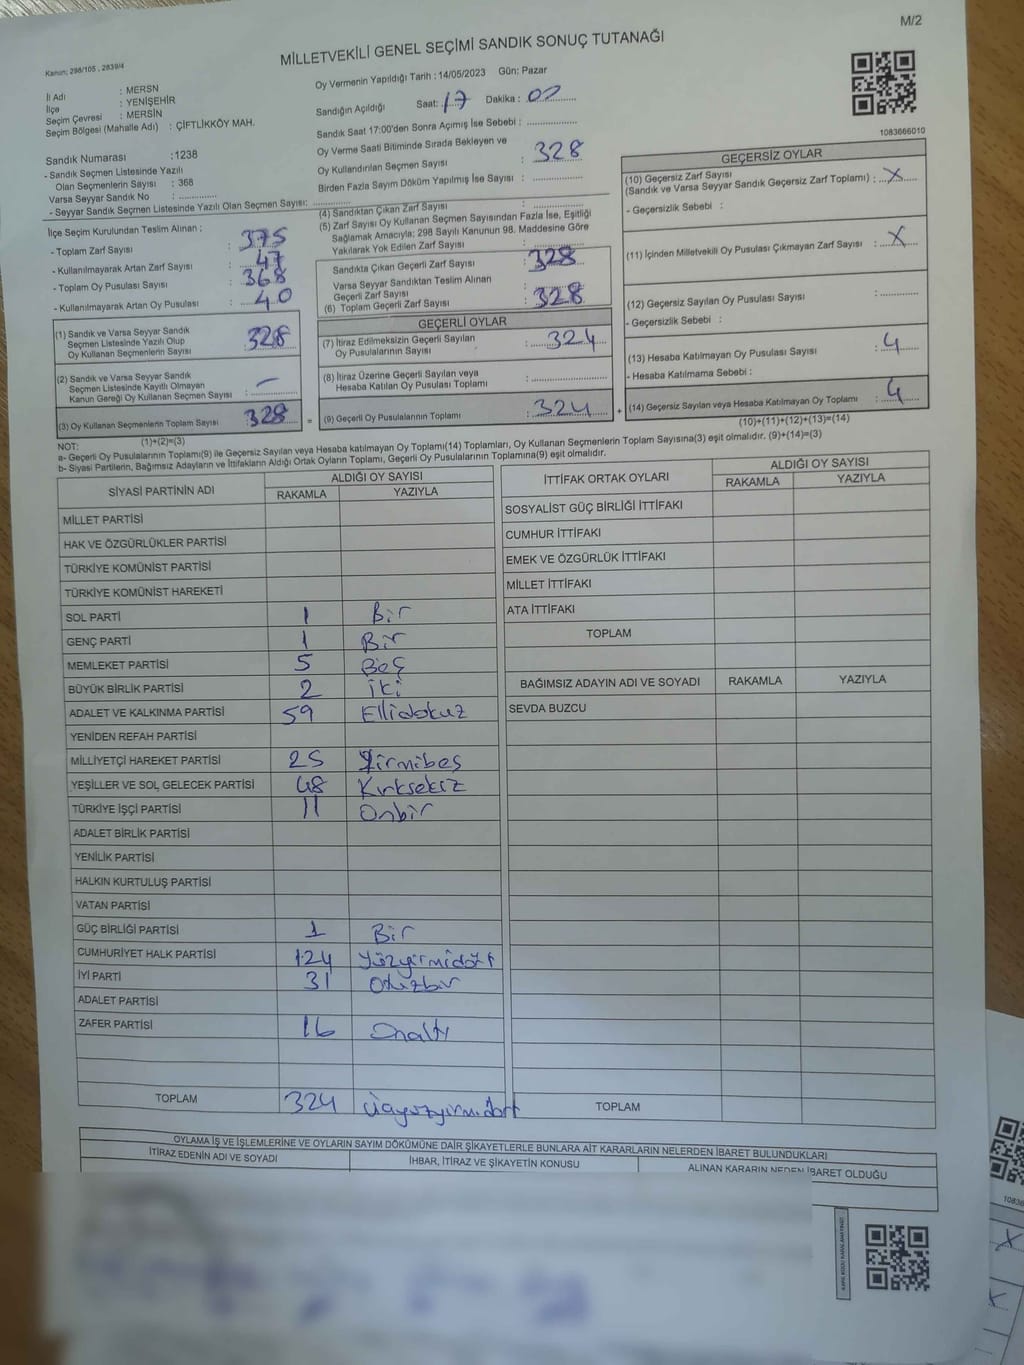 M/2
MİLLETVEKİLİ GENEL SEÇİMİ SANDIK SONUÇ TUTANAĞI
Kanun; 298/105 , 2839/4
İl Adı : MERSN
İlçe : YENİŞEHİR
Seçim Çevresi : MERSİN
Seçim Bölgesi (Mahalle Adı) : ÇİFTLİKKÖY MAH.
Sandık Numarası :1238
- Sandık Seçmen Listesinde Yazılı
Olan Seçmenlerin Sayısı : 368
Varsa Seyyar Sandık No : ..............
- Seyyar Sandık Seçmen Listesinde Yazılı Olan Seçmen Sayısı: ..............
Oy Vermenin Yapıldığı Tarih : 14/05/2023 Gün: Pazar
Sandığın Açıldığı Saat: 17 Dakika : 00
Sandık Saat 17:00'den Sonra Açımış İse Sebebi : ..............
Oy Verme Saati Bitiminde Sırada Bekleyen ve
Oy Kullandırılan Seçmen Sayısı : 328
Birden Fazla Sayım Döküm Yapılmış İse Sayısı : ..............
1083666010
İlçe Seçim Kurulundan Teslim Alınan ;
- Toplam Zarf Sayısı : 375
- Kullanılmayarak Artan Zarf Sayısı : 47
- Toplam Oy Pusulası Sayısı : 368
- Kullanılmayarak Artan Oy Pusulası : 40
(1) Sandık ve Varsa Seyyar Sandık
Seçmen Listesinde Yazılı Olup
Oy Kullanan Seçmenlerin Sayısı : 328
(2) Sandık ve Varsa Seyyar Sandık
Seçmen Listesinde Kayıtlı Olmayan
Kanun Gereği Oy Kullanan Seçmen Sayısı : –
(3) Oy Kullanan Seçmenlerin Toplam Sayısı : 328
(1)+(2)=(3)
(4) Sandıktan Çıkan Zarf Sayısı : ..............
(5) Zarf Sayısı Oy Kullanan Seçmen Sayısından Fazla İse, Eşitliği
Sağlamak Amacıyla; 298 Sayılı Kanunun 98. Maddesine Göre
Yakılarak Yok Edilen Zarf Sayısı : ..............
Sandıkta Çıkan Geçerli Zarf Sayısı : 328
Varsa Seyyar Sandıktan Teslim Alınan
Geçerli Zarf Sayısı : ..............
(6) Toplam Geçerli Zarf Sayısı : 328
GEÇERLİ OYLAR
(7) İtiraz Edilmeksizin Geçerli Sayılan
Oy Pusulalarının Sayısı : 324
(8) İtiraz Üzerine Geçerli Sayılan veya
Hesaba Katılan Oy Pusulası Toplamı : ..............
= (9) Geçerli Oy Pusulalarının Toplamı : 324 +
GEÇERSİZ OYLAR
(10) Geçersiz Zarf Sayısı
(Sandık ve Varsa Seyyar Sandık Geçersiz Zarf Toplamı) : X
- Geçersizlik Sebebi :
(11) İçinden Milletvekili Oy Pusulası Çıkmayan Zarf Sayısı : X
(12) Geçersiz Sayılan Oy Pusulası Sayısı : ..............
- Geçersizlik Sebebi :
(13) Hesaba Katılmayan Oy Pusulası Sayısı : 4
- Hesaba Katılmama Sebebi :
(14) Geçersiz Sayılan veya Hesaba Katılmayan Oy Toplamı : 4
(10)+(11)+(12)+(13)=(14)
NOT:
a- Geçerli Oy Pusulalarının Toplamı(9) ile Geçersiz Sayılan veya Hesaba katılmayan Oy Toplamı(14) Toplamları, Oy Kullanan Seçmenlerin Toplam Sayısına(3) eşit olmalıdır. (9)+(14)=(3)
b- Siyasi Partilerin, Bağımsız Adayların ve İttifakların Aldığı Ortak Oyların Toplamı, Geçerli Oy Pusulalarının Toplamına(9) eşit olmalıdır.
SİYASİ PARTİNİN ADI ALDIĞI OY SAYISI
RAKAMLA YAZIYLA
MİLLET PARTİSİ
HAK VE ÖZGÜRLÜKLER PARTİSİ
TÜRKİYE KOMÜNİST PARTİSİ
TÜRKİYE KOMÜNİST HAREKETİ
SOL PARTİ 1 Bir
GENÇ PARTİ 1 Bir
MEMLEKET PARTİSİ 5 Beş
BÜYÜK BİRLİK PARTİSİ 2 iki
ADALET VE KALKINMA PARTİSİ 59 Ellidokuz
YENİDEN REFAH PARTİSİ
MİLLİYETÇİ HAREKET PARTİSİ 25 Yirmibeş
YEŞİLLER VE SOL GELECEK PARTİSİ 48 Kırksekiz
TÜRKİYE İŞÇİ PARTİSİ 11 Onbir
ADALET BİRLİK PARTİSİ
YENİLİK PARTİSİ
HALKIN KURTULUŞ PARTİSİ
VATAN PARTİSİ
GÜÇ BİRLİĞİ PARTİSİ 1 Bir
CUMHURİYET HALK PARTİSİ 124 Yüzyirmidört
İYİ PARTİ 31 Otuzbir
ADALET PARTİSİ
ZAFER PARTİSİ 16 Onaltı
TOPLAM 324 Üçyüzyirmidört
İTTİFAK ORTAK OYLARI ALDIĞI OY SAYISI
RAKAMLA YAZIYLA
SOSYALİST GÜÇ BİRLİĞİ İTTİFAKI
CUMHUR İTTİFAKI
EMEK VE ÖZGÜRLÜK İTTİFAKI
MİLLET İTTİFAKI
ATA İTTİFAKI
TOPLAM
BAĞIMSIZ ADAYIN ADI VE SOYADI RAKAMLA YAZIYLA
SEVDA BUZCU
TOPLAM
OYLAMA İŞ VE İŞLEMLERİNE VE OYLARIN SAYIM DÖKÜMÜNE DAİR ŞİKAYETLERLE BUNLARA AİT KARARLARIN NELERDEN İBARET BULUNDUKLARI
İTİRAZ EDENİN ADI VE SOYADI İHBAR, İTİRAZ VE ŞİKAYETİN KONUSU ALINAN KARARIN NEDEN İBARET OLDUĞU
10836
X
X